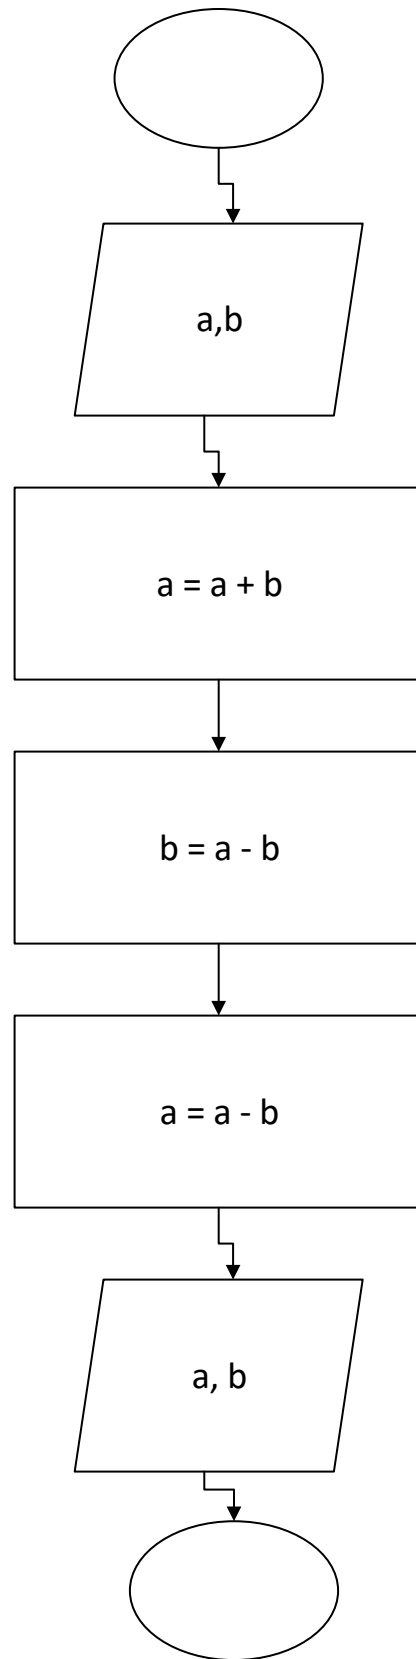 a,b
a = a + b
b = a - b
a = a - b
a, b